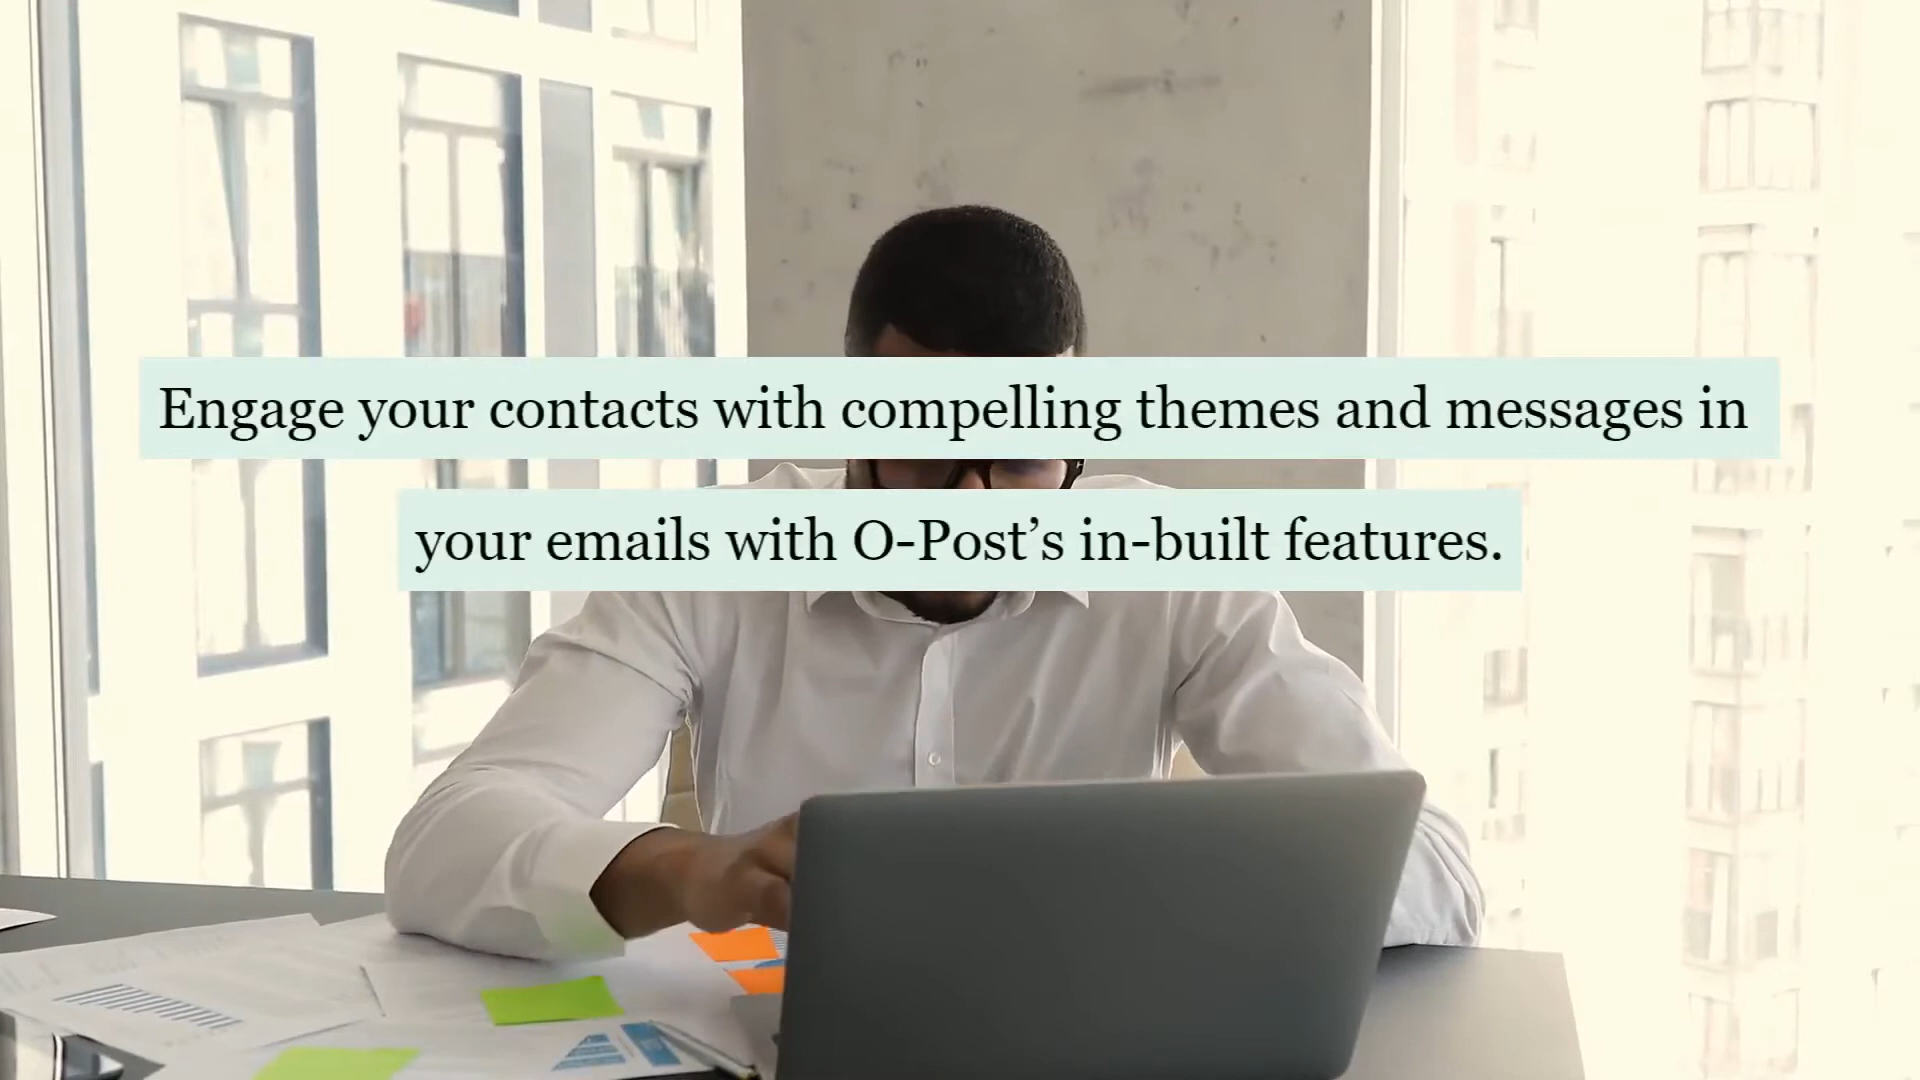 Engage your contacts with compelling themes and messages in
your emails with O-Post’s in-built features.